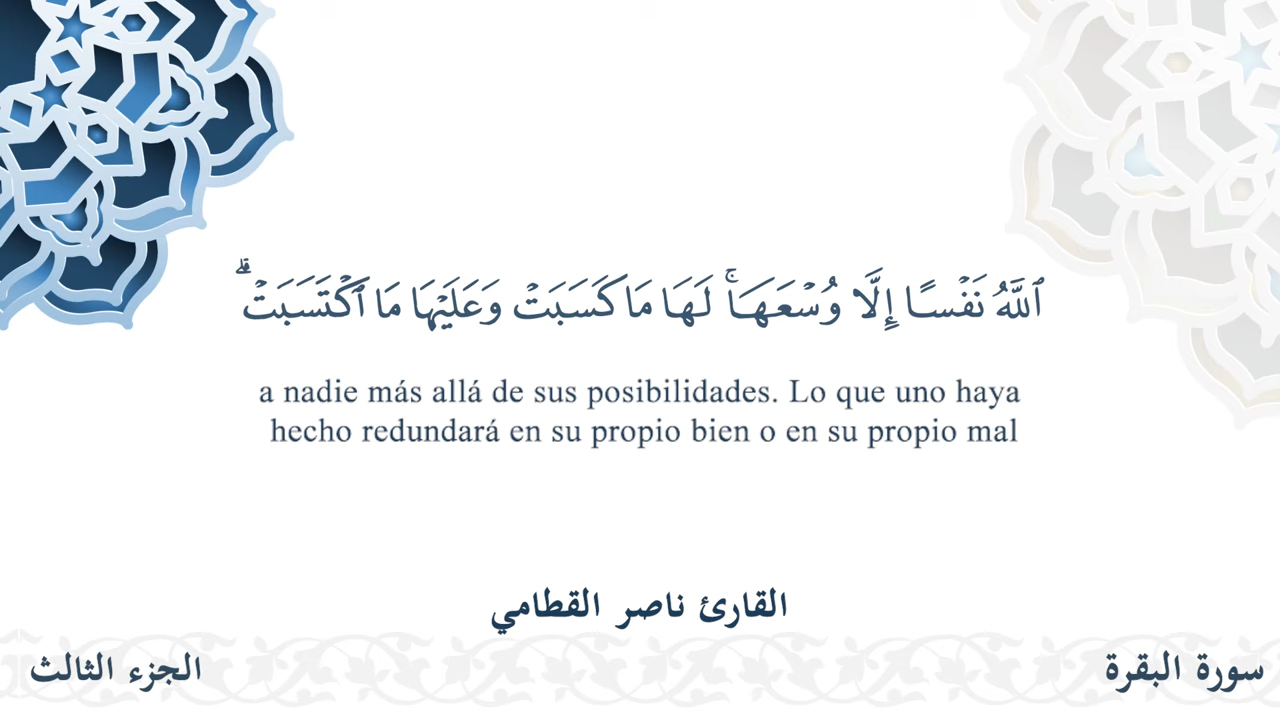 ٱللَّهُ نَفۡسًا إِلَّا وُسۡعَهَاۚ لَهَا مَا كَسَبَتۡ وَعَلَيۡهَا مَا ٱكۡتَسَبَتۡۗ
a nadie más allá de sus posibilidades. Lo que uno haya
hecho redundará en su propio bien o en su propio mal
القارئ ناصر القطامي
سورة البقرة
الجزء الثالث